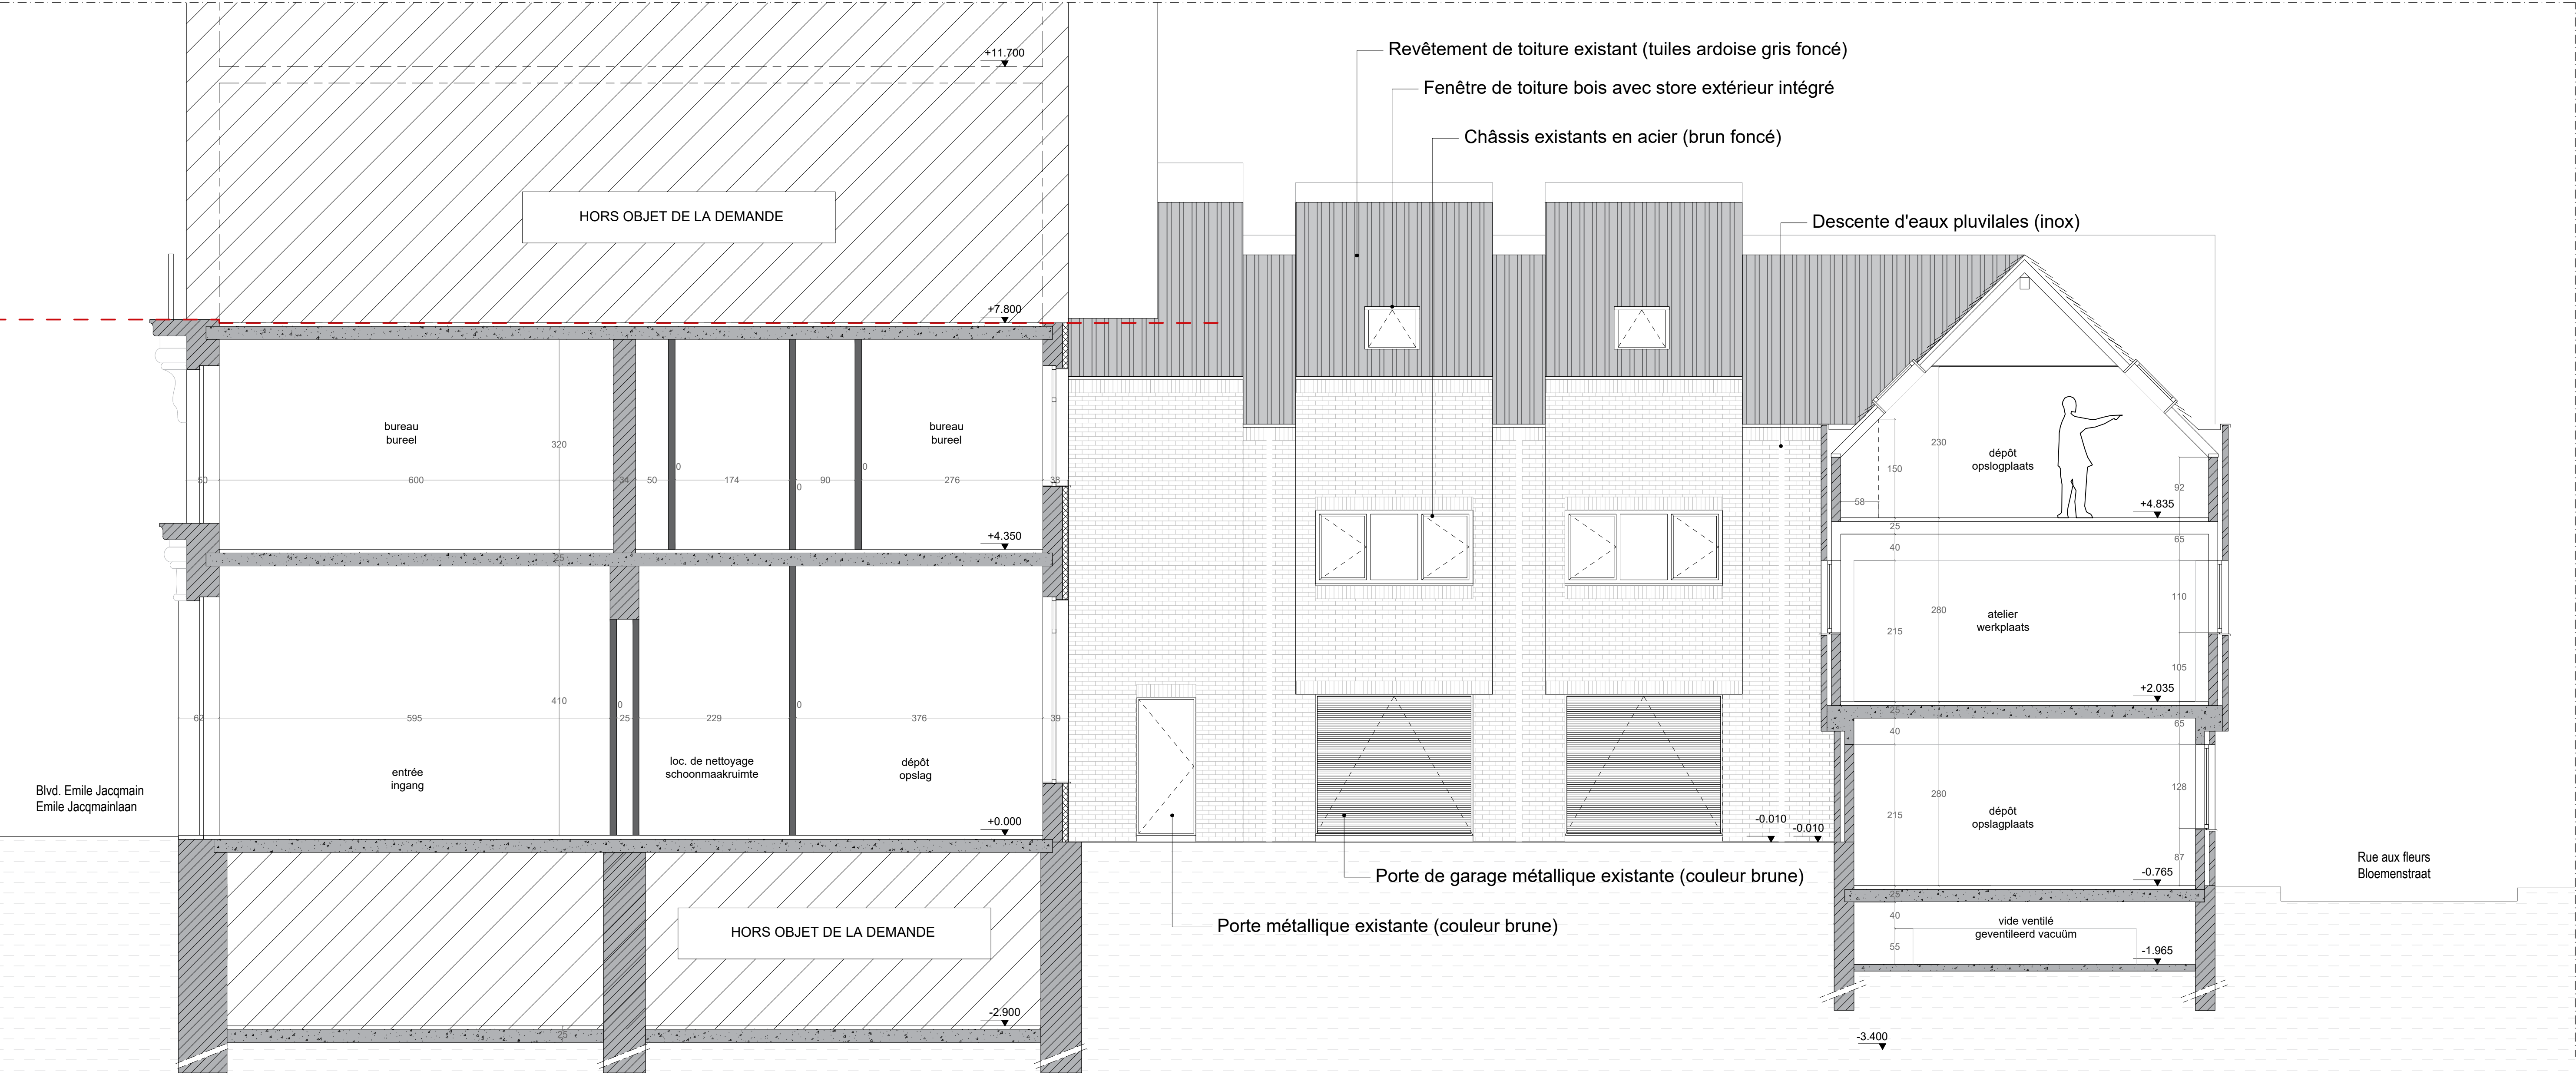 +11.700
Revêtement de toiture existant (tuiles ardoise gris foncé)
Fenêtre de toiture bois avec store extérieur intégré
Châssis existants en acier (brun foncé)
HORS OBJET DE LA DEMANDE
Descente d'eaux pluvilales (inox)
+7.800
bureau
bureel
320
bureau
bureel
50
600
34
50
0
174
0
90
0
276
38
+4.350
25
230
150
58
dépôt
opslogplaats
92
+4.835
25
40
65
280
215
atelier
werkplaats
110
105
+2.035
410
62
595
0
25
229
0
376
39
entrée
ingang
loc. de nettoyage
schoonmaakruimte
dépôt
opslag
Blvd. Emile Jacqmain
Emile Jacqmainlaan
+0.000
-0.010
-0.010
25
40
65
280
215
dépôt
opslagplaats
128
87
-0.765
Rue aux fleurs
Bloemenstraat
Porte de garage métallique existante (couleur brune)
Porte métallique existante (couleur brune)
HORS OBJET DE LA DEMANDE
25
40
55
vide ventilé
geventileerd vacuüm
-1.965
-2.900
25
-3.400